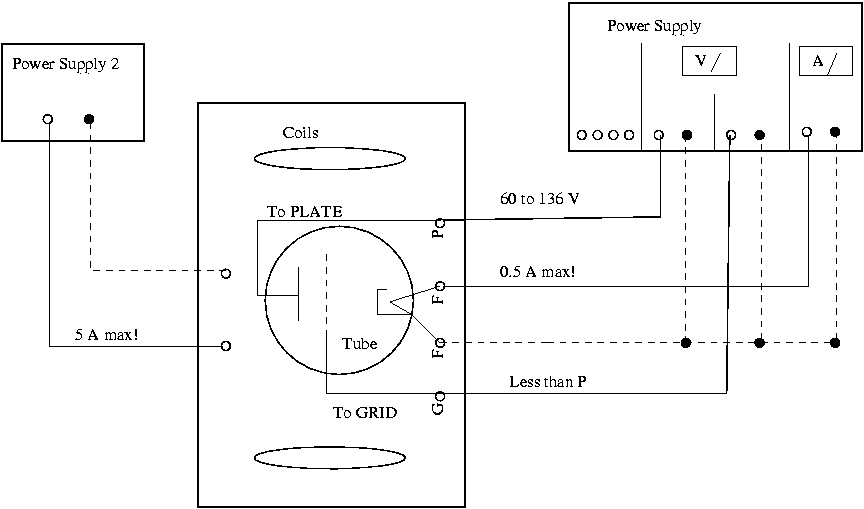 Power Supply
Power Supply 2
V
A
Coils
60 to 136 V
To PLATE
P
0.5 A max!
F
5 A max!
Tube
F
Less than P
To GRID
G